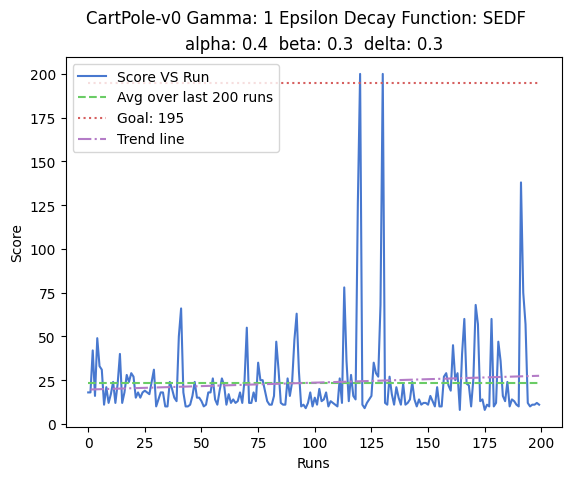 CartPole-v0 Gamma: 1 Epsilon Decay Function: SEDF
alpha: 0.4 beta: 0.3 delta: 0.3
Score VS Run
Avg over last 200 runs
Goal: 195
Trend line
Score
200
175
150
125
100
75
50
25
0
0 25 50 75 100 125 150 175 200
Runs